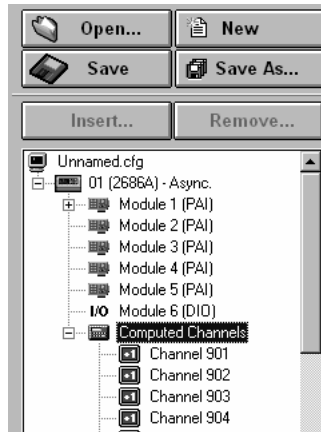 Open... New
Save Save As...
Insert... Remove...
Unnamed.cfg
01 (2686A) - Async.
Module 1 (PAI)
Module 2 (PAI)
Module 3 (PAI)
Module 4 (PAI)
Module 5 (PAI)
I/O Module 6 (DIO)
Computed Channels
Channel 901
Channel 902
Channel 903
Channel 904